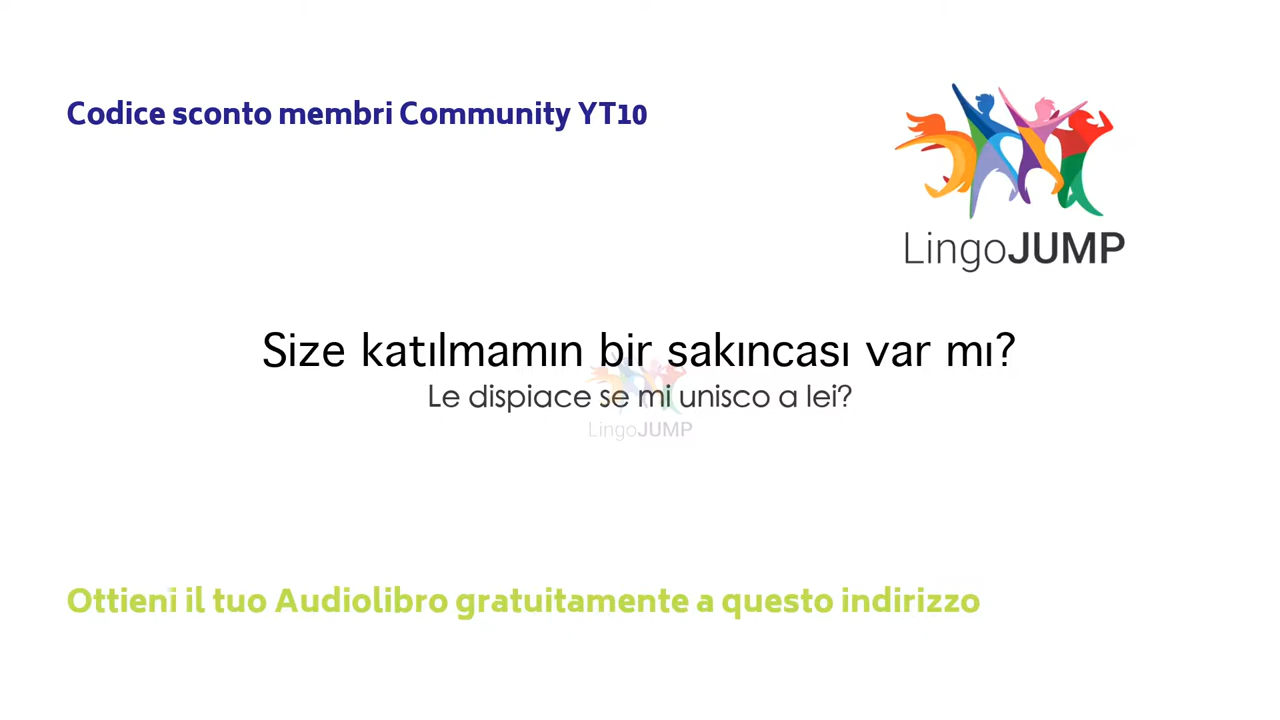 Codice sconto membri Community YT10
LingoJUMP
Size katılmamın bir sakıncası var mı?
Le dispiace se mi unisco a lei?
LingoJUMP
Ottieni il tuo Audiolibro gratuitamente a questo indirizzo